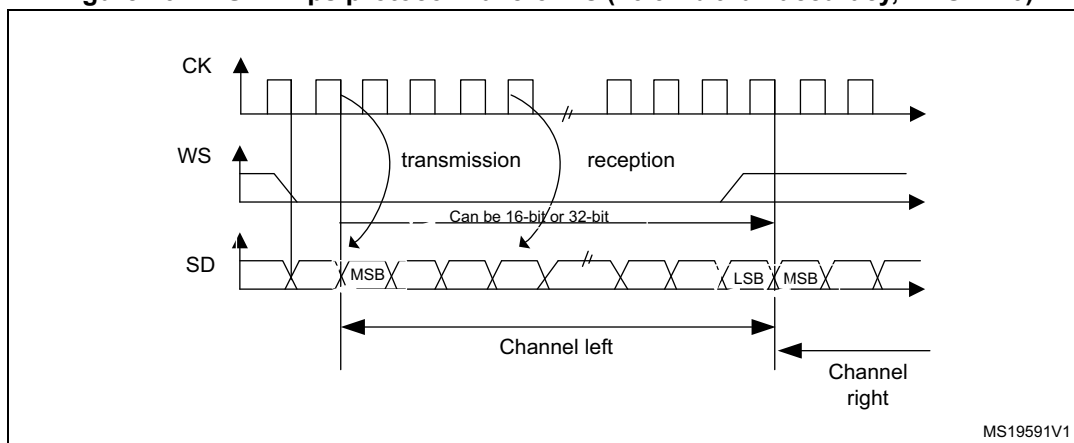 CK
WS
transmission
reception
Can be 16-bit or 32-bit
SD
MSB
LSB
MSB
Channel left
Channel
right
MS19591V1